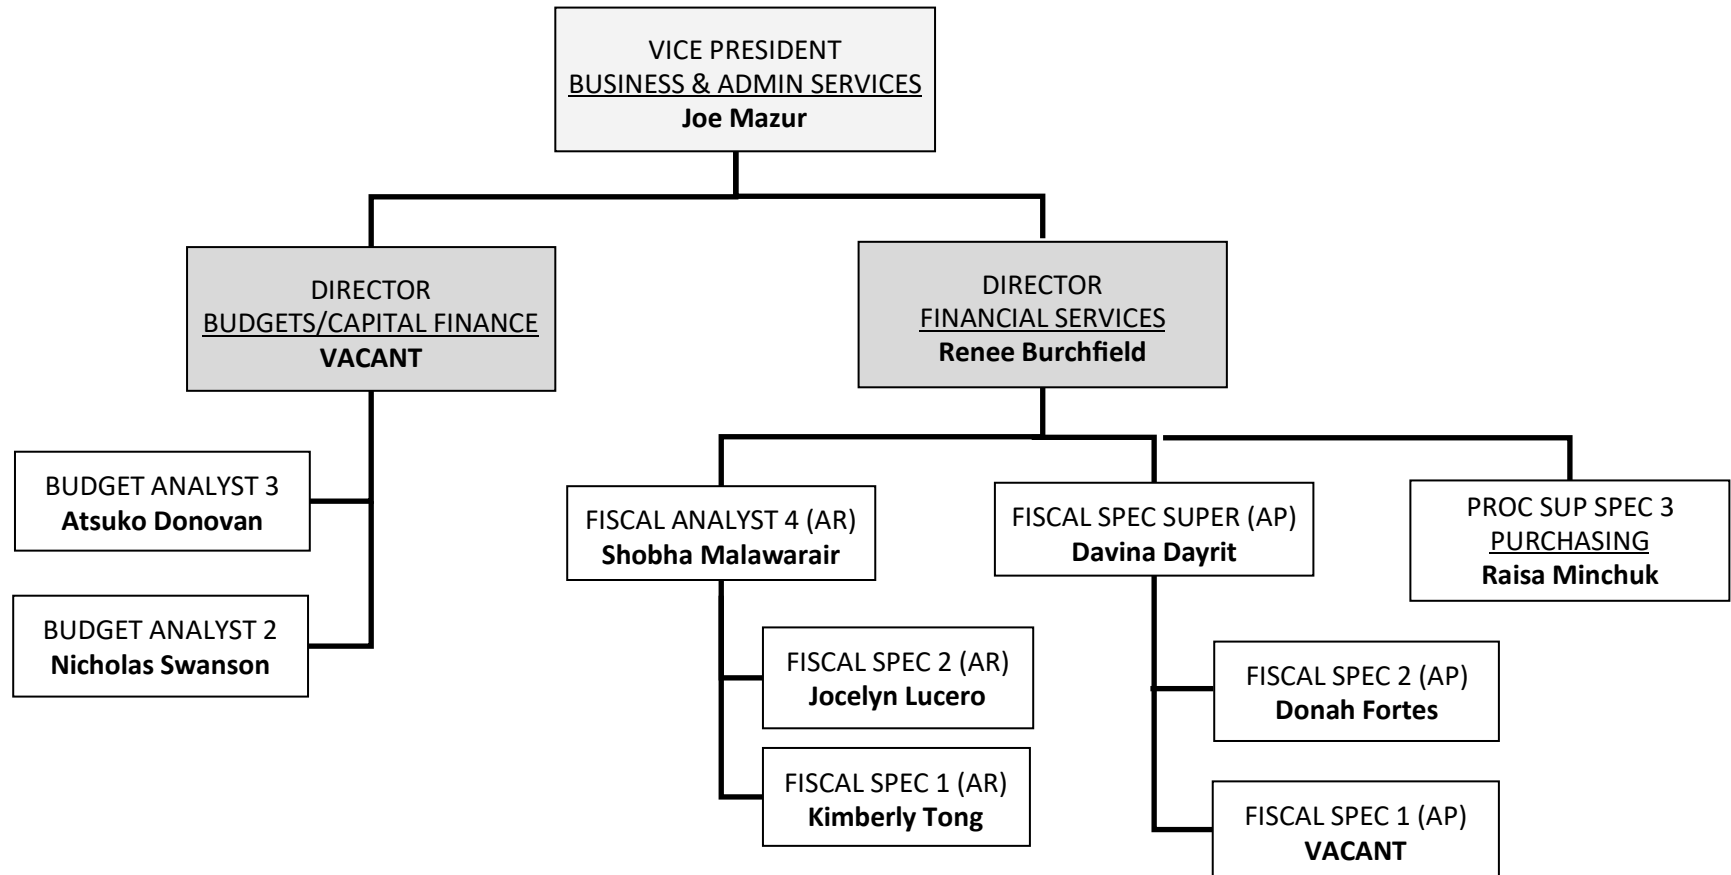 VICE PRESIDENT
BUSINESS & ADMIN SERVICES
Joe Mazur
DIRECTOR
BUDGETS/CAPITAL FINANCE
VACANT
DIRECTOR
FINANCIAL SERVICES
Renee Burchfield
BUDGET ANALYST 3
Atsuko Donovan
BUDGET ANALYST 2
Nicholas Swanson
FISCAL ANALYST 4 (AR)
Shobha Malawarair
FISCAL SPEC 2 (AR)
Jocelyn Lucero
FISCAL SPEC 1 (AR)
Kimberly Tong
FISCAL SPEC SUPER (AP)
Davina Dayrit
FISCAL SPEC 2 (AP)
Donah Fortes
FISCAL SPEC 1 (AP)
VACANT
PROC SUP SPEC 3
PURCHASING
Raisa Minchuk